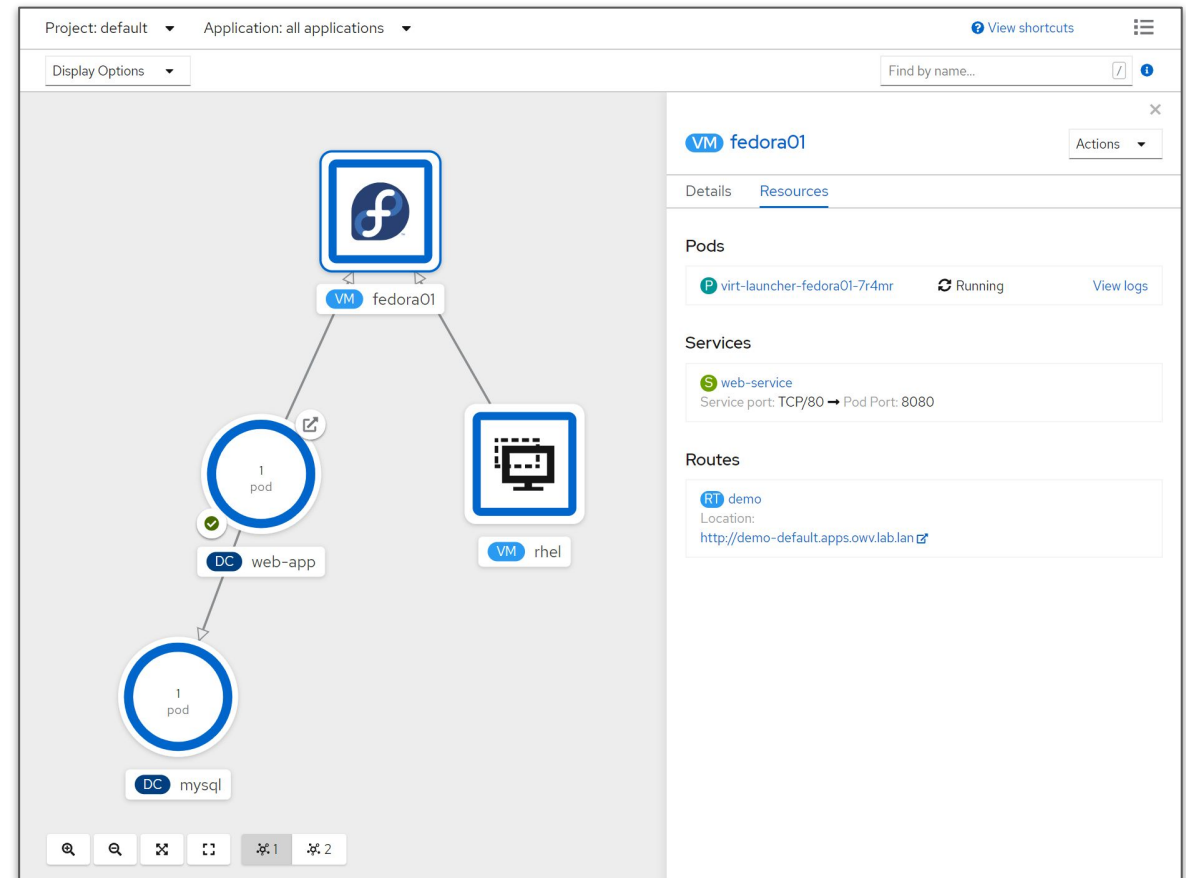 Project: default
Application: all applications
View shortcuts
Display Options
Find by name...
/
VM fedora01
Actions
Details
Resources
Pods
P virt-launcher-fedora01-7r4mr
Running
View logs
Services
S web-service
Service port: TCP/80 → Pod Port: 8080
Routes
RT demo
Location:
http://demo-default.apps.owv.lab.lan
VM fedora01
1
pod
DC web-app
VM rhel
1
pod
DC mysql
1
2